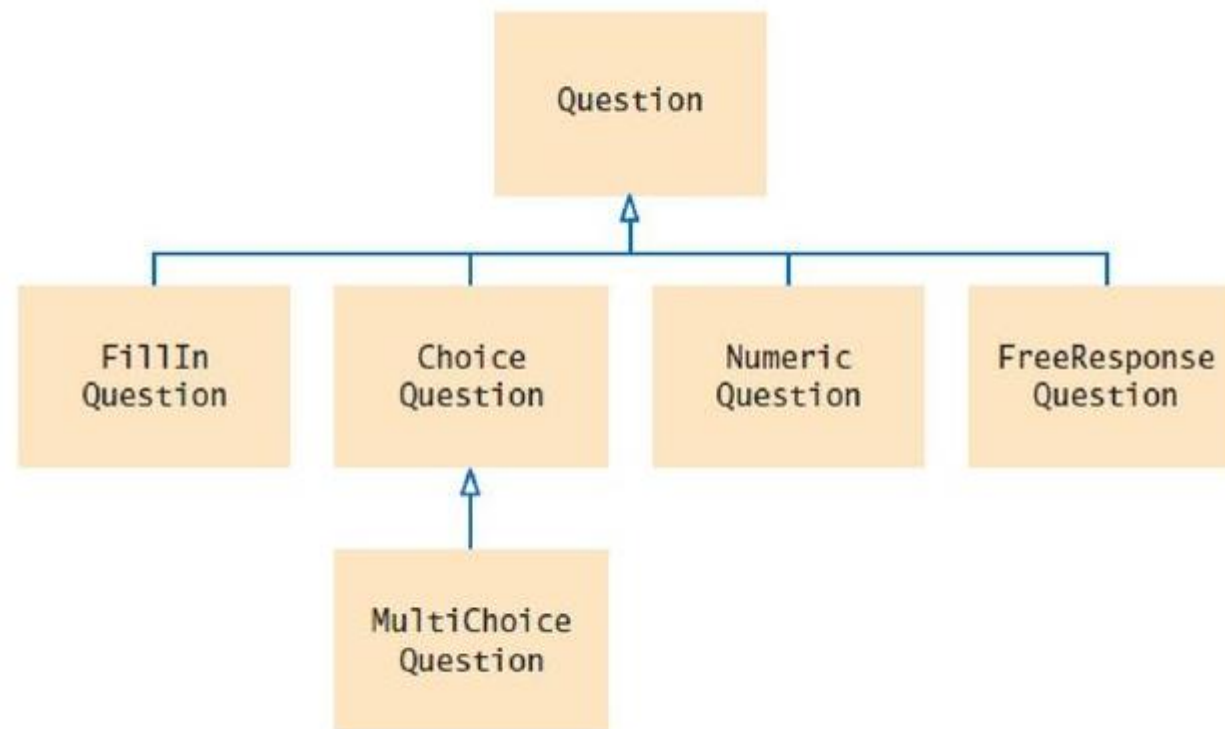 Question
FillIn
Question
Choice
Question
Numeric
Question
FreeResponse
Question
MultiChoice
Question